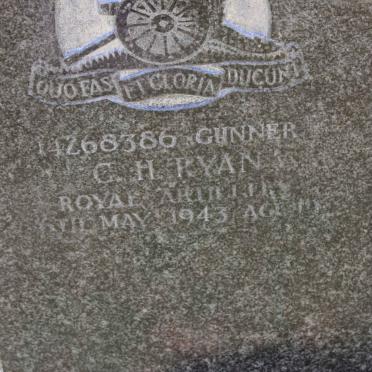 QUO FAS ET GLORIA DUCUNT
14268386 GUNNER
C. H. RYAN
ROYAL ARTILLERY
MAY 1943 AGE